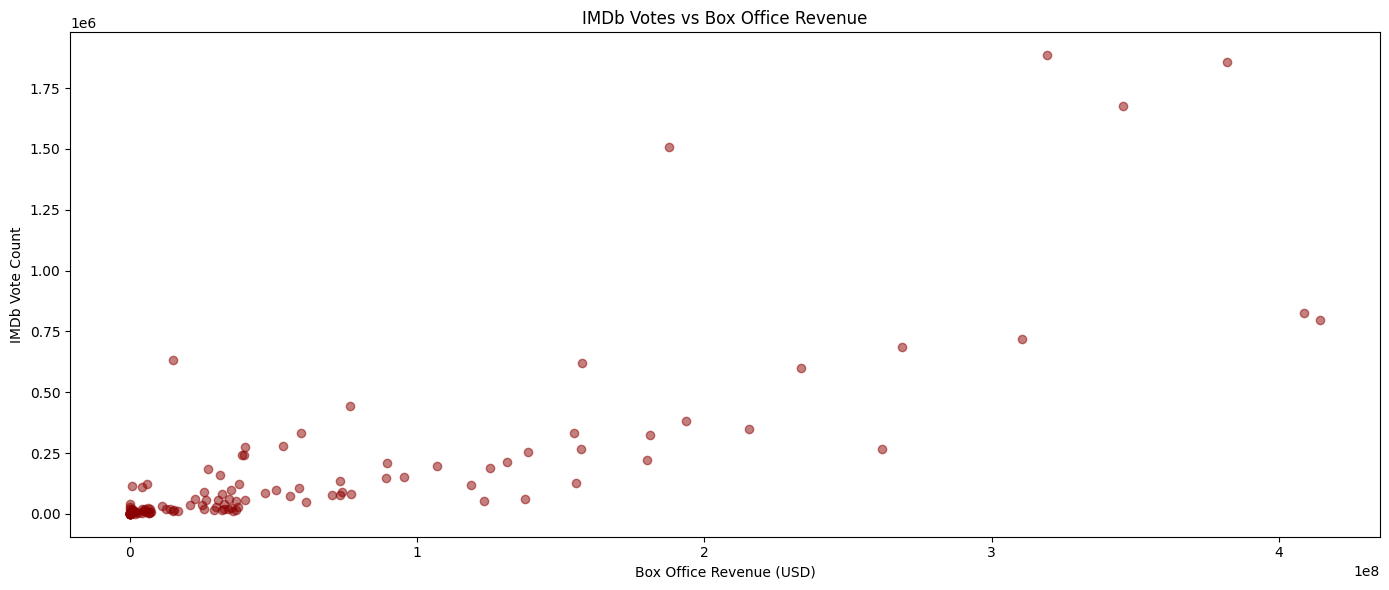 IMDb Votes vs Box Office Revenue
1e6
1.75
1.50
1.25
1.00
0.75
0.50
0.25
0.00
IMDb Vote Count
0 1 2 3 4
1e8
Box Office Revenue (USD)